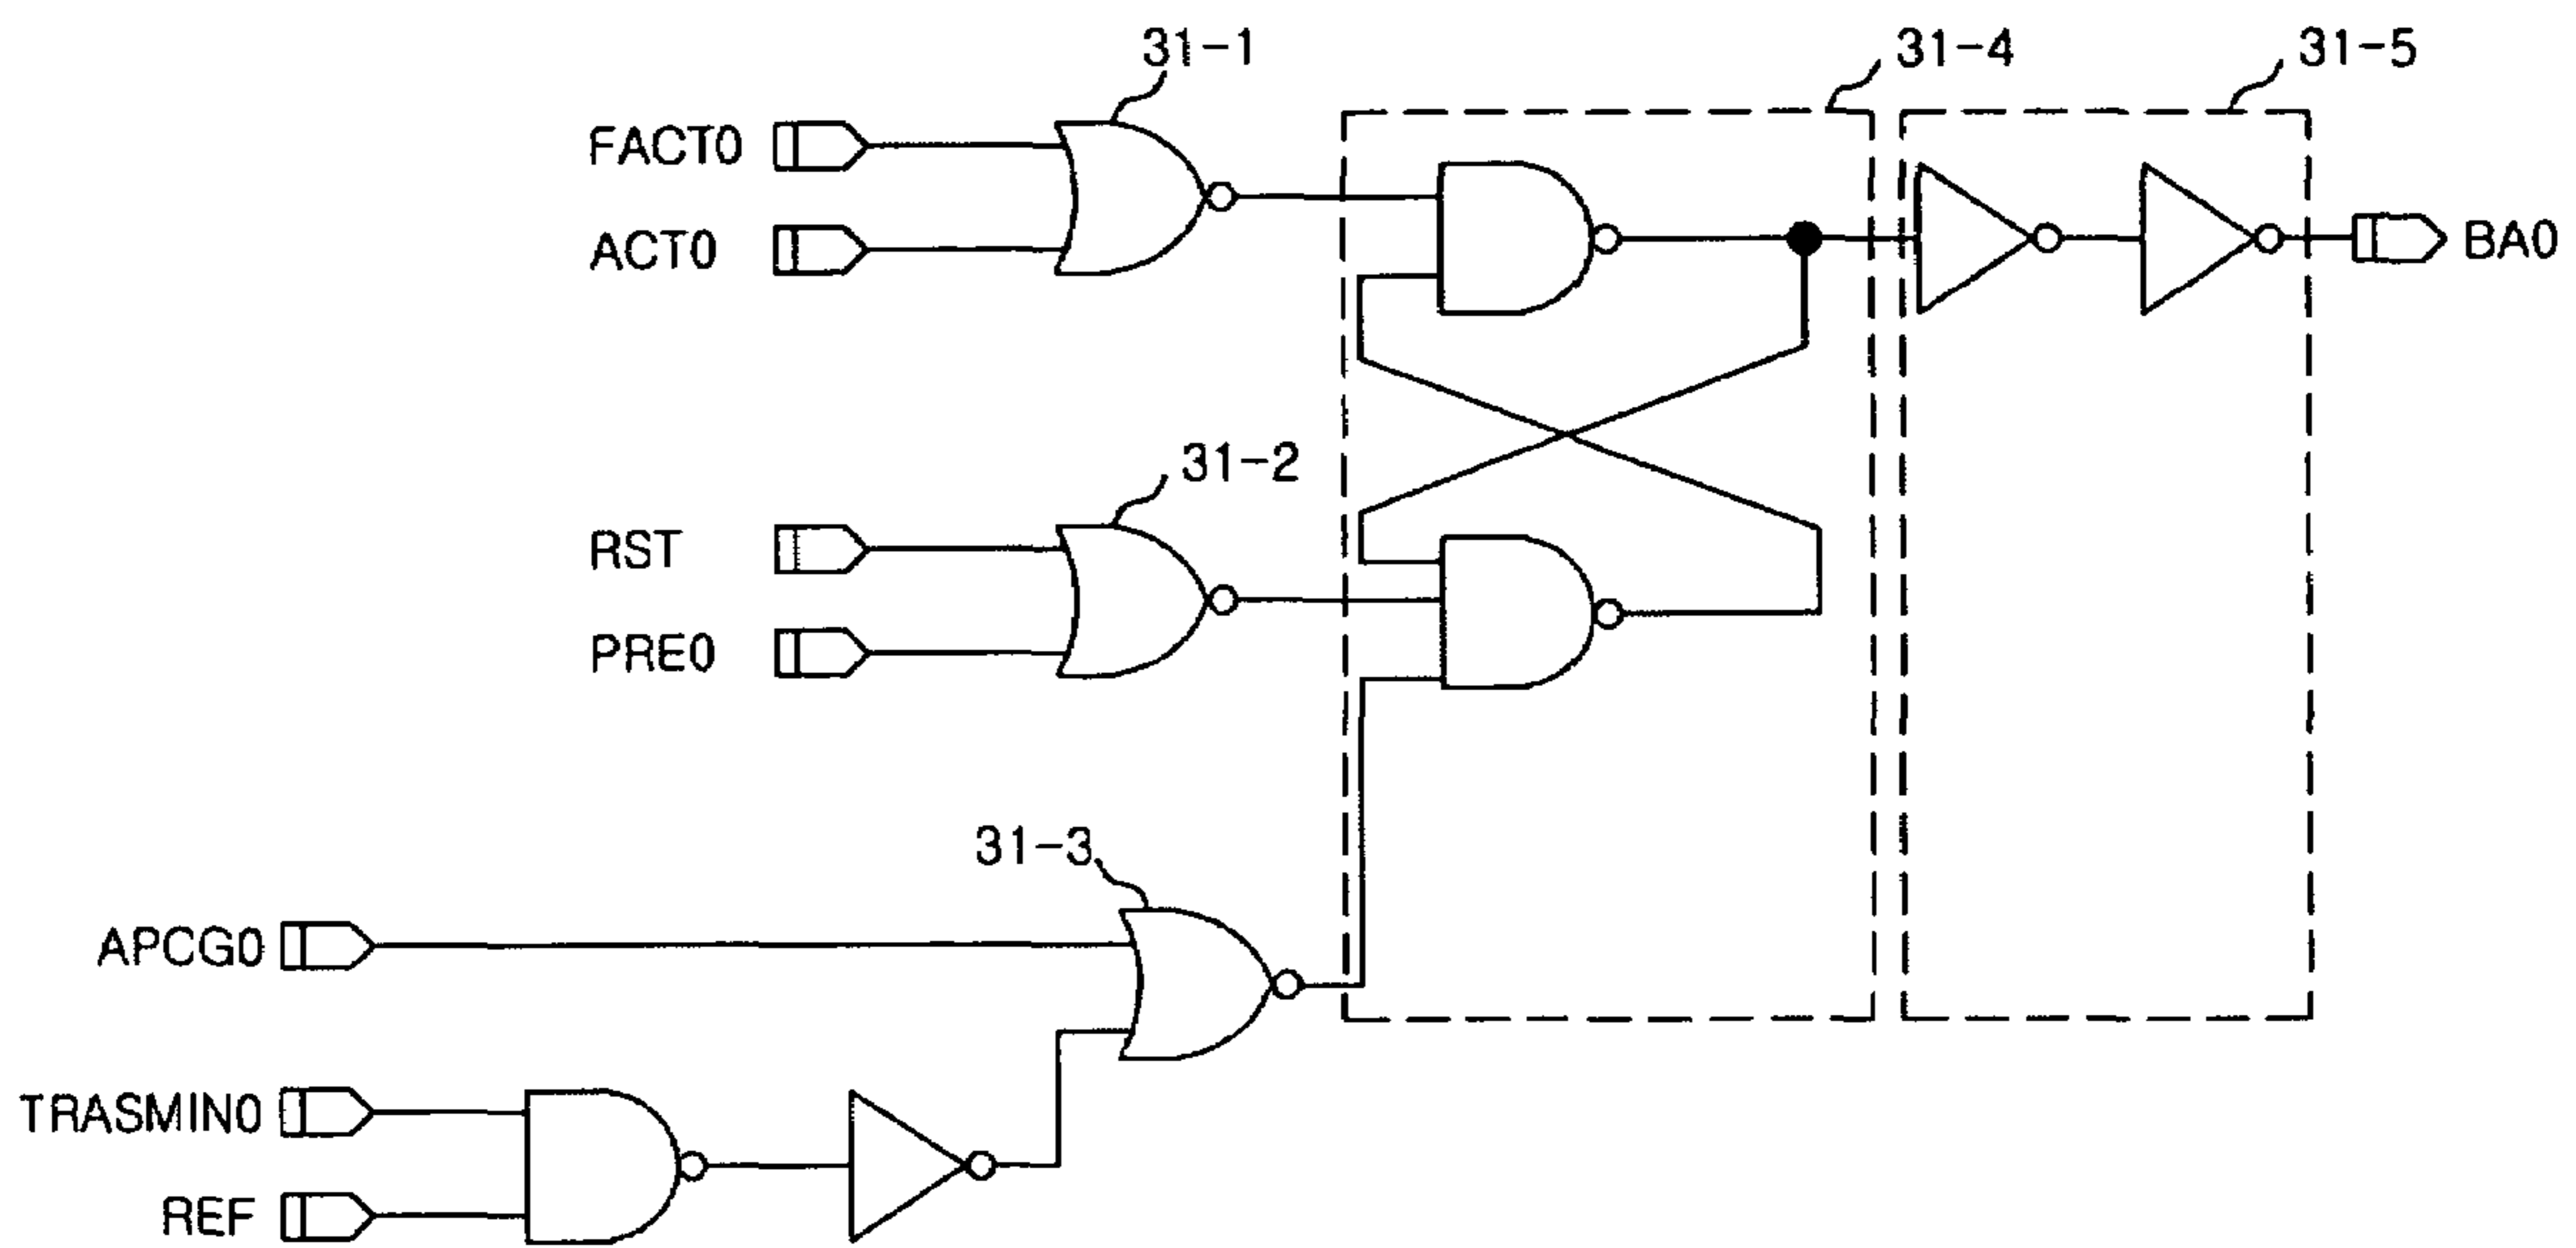 31-1
31-4
31-5
FACT0
ACT0
BA0
31-2
RST
PRE0
31-3
APCG0
TRASMIN0
REF